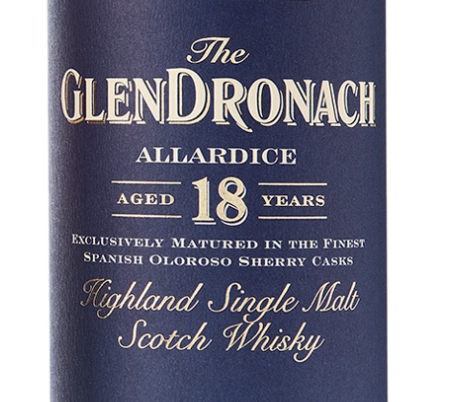 The
GLENDRONACH
ALLARDICE
AGED 18 YEARS
EXCLUSIVELY MATURED IN THE FINEST
SPANISH OLOROSO SHERRY CASKS
Highland Single Malt
Scotch Whisky